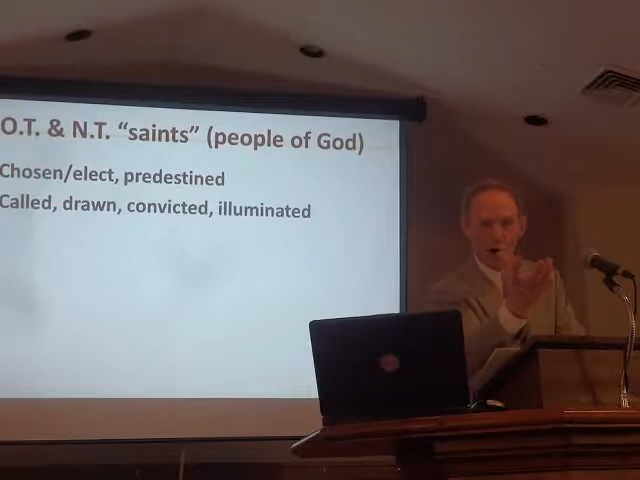 O.T. & N.T. “saints” (people of God)
Chosen/elect, predestined
Called, drawn, convicted, illuminated